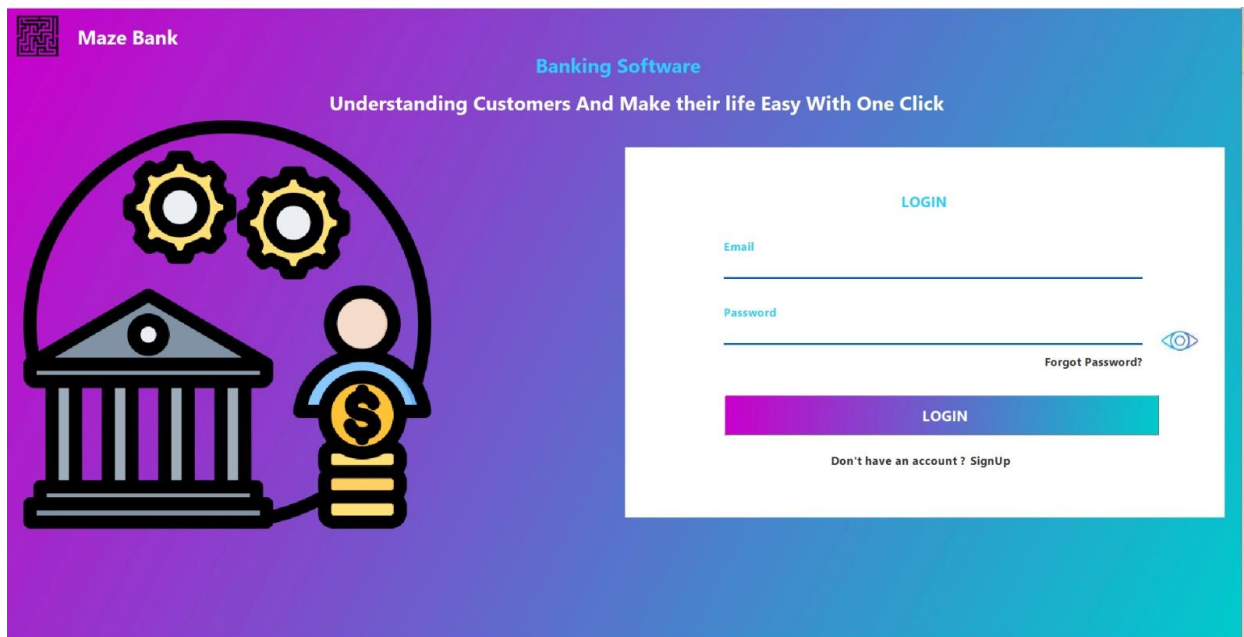 Maze Bank
Banking Software
Understanding Customers And Make their life Easy With One Click
LOGIN
Email
Password
Forgot Password?
LOGIN
Don't have an account ? SignUp
$